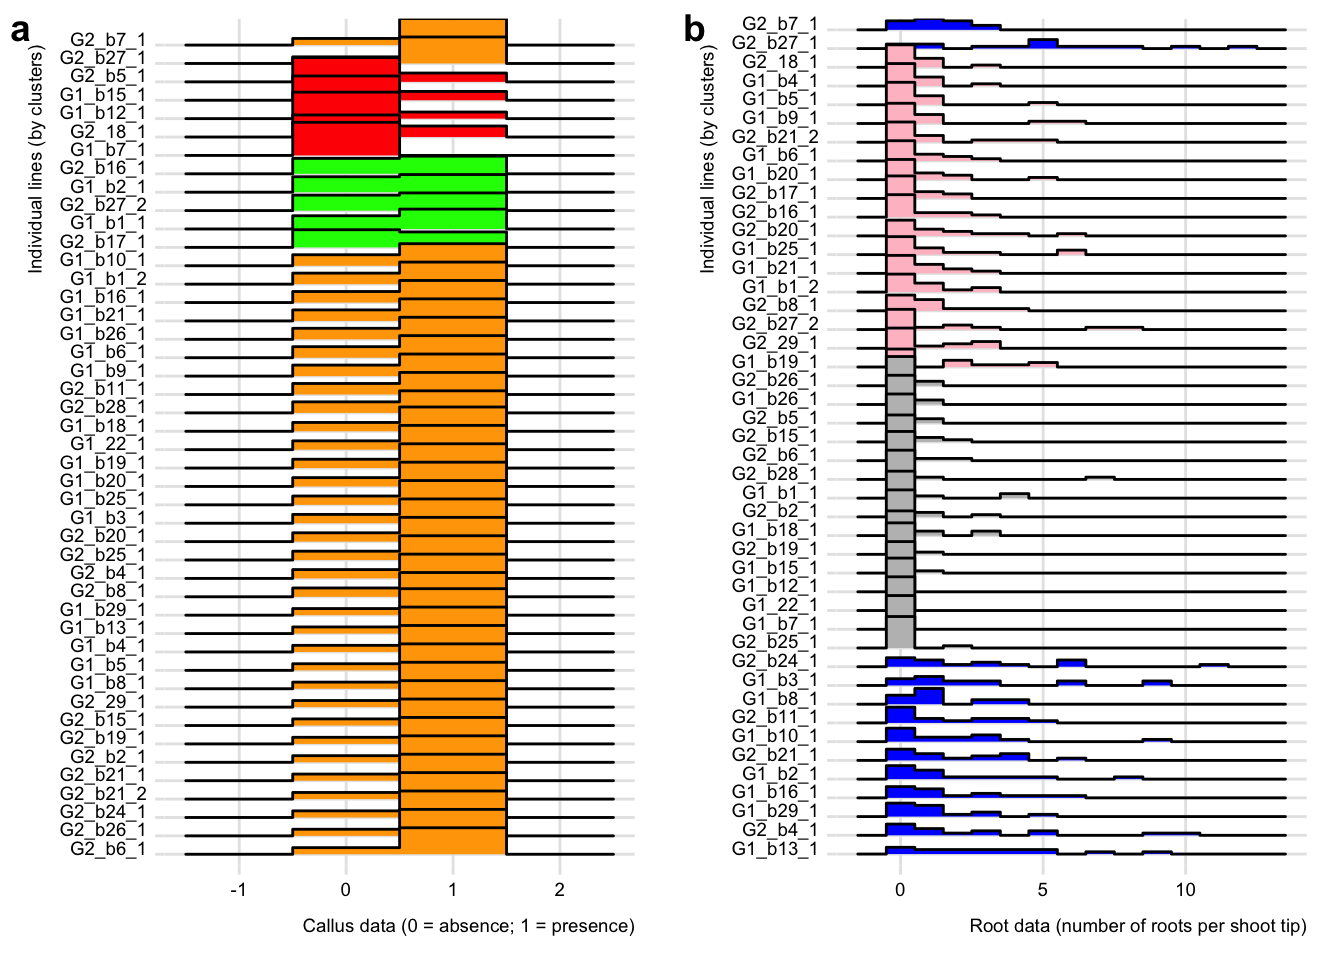 a
Individual lines (by clusters)
G2_b7_1
G2_b27_1
G2_b5_1
G1_b15_1
G1_b12_1
G2_18_1
G1_b7_1
G2_b16_1
G1_b2_1
G2_b27_2
G1_b1_1
G2_b17_1
G1_b10_1
G1_b1_2
G1_b16_1
G1_b21_1
G1_b26_1
G1_b6_1
G1_b9_1
G2_b11_1
G2_b28_1
G1_b18_1
G1_22_1
G1_b19_1
G1_b20_1
G1_b25_1
G1_b3_1
G2_b20_1
G2_b25_1
G2_b4_1
G2_b8_1
G1_b29_1
G1_b13_1
G1_b4_1
G1_b5_1
G1_b8_1
G2_29_1
G2_b15_1
G2_b19_1
G2_b2_1
G2_b21_1
G2_b21_2
G2_b24_1
G2_b26_1
G2_b6_1
-1 0 1 2
Callus data (0 = absence; 1 = presence)
b
Individual lines (by clusters)
G2_b7_1
G2_b27_1
G2_18_1
G1_b4_1
G1_b5_1
G1_b9_1
G2_b21_2
G1_b6_1
G1_b20_1
G2_b17_1
G2_b16_1
G2_b20_1
G1_b25_1
G1_b21_1
G1_b1_2
G2_b8_1
G2_b27_2
G2_29_1
G1_b19_1
G2_b26_1
G1_b26_1
G2_b5_1
G2_b15_1
G2_b6_1
G2_b28_1
G1_b1_1
G2_b2_1
G1_b18_1
G2_b19_1
G1_b15_1
G1_b12_1
G1_22_1
G1_b7_1
G2_b25_1
G2_b24_1
G1_b3_1
G1_b8_1
G2_b11_1
G1_b10_1
G2_b21_1
G1_b2_1
G1_b16_1
G1_b29_1
G2_b4_1
G1_b13_1
0 5 10
Root data (number of roots per shoot tip)